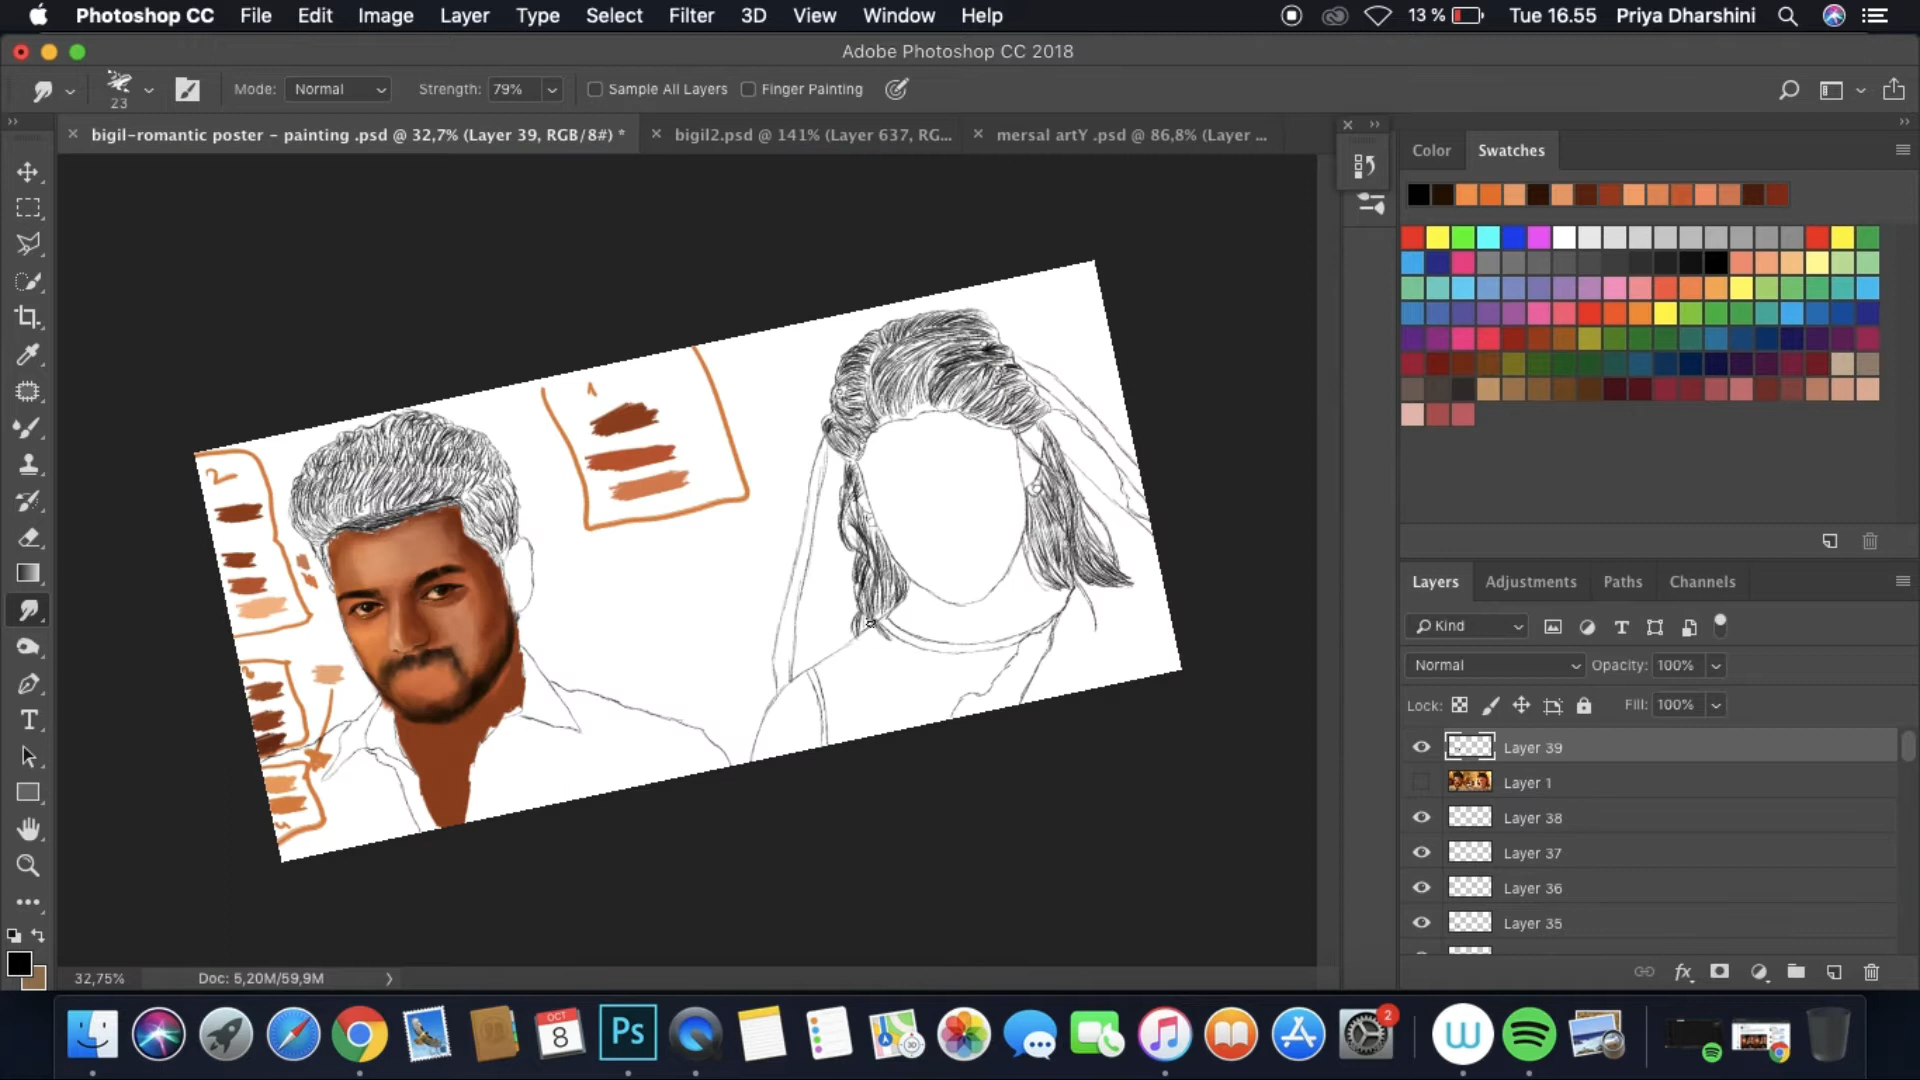 Photoshop CC File Edit Image Layer Type Select Filter 3D View Window Help 13 % Tue 16.55 Priya Dharshini
Adobe Photoshop CC 2018
23 Mode: Normal Strength: 79% Sample All Layers Finger Painting
bigil-romantic poster - painting .psd @ 32,7% (Layer 39, RGB/8#) * bigil2.psd @ 141% (Layer 637, RG... mersal artY .psd @ 86,8% (Layer ...
Color Swatches
1
2
Layers Adjustments Paths Channels
Kind
Normal Opacity: 100%
Lock: Fill: 100%
Layer 39
Layer 1
Layer 38
Layer 37
Layer 36
Layer 35
32,75% Doc: 5,20M/59,9M
OCT
8
Ps
2